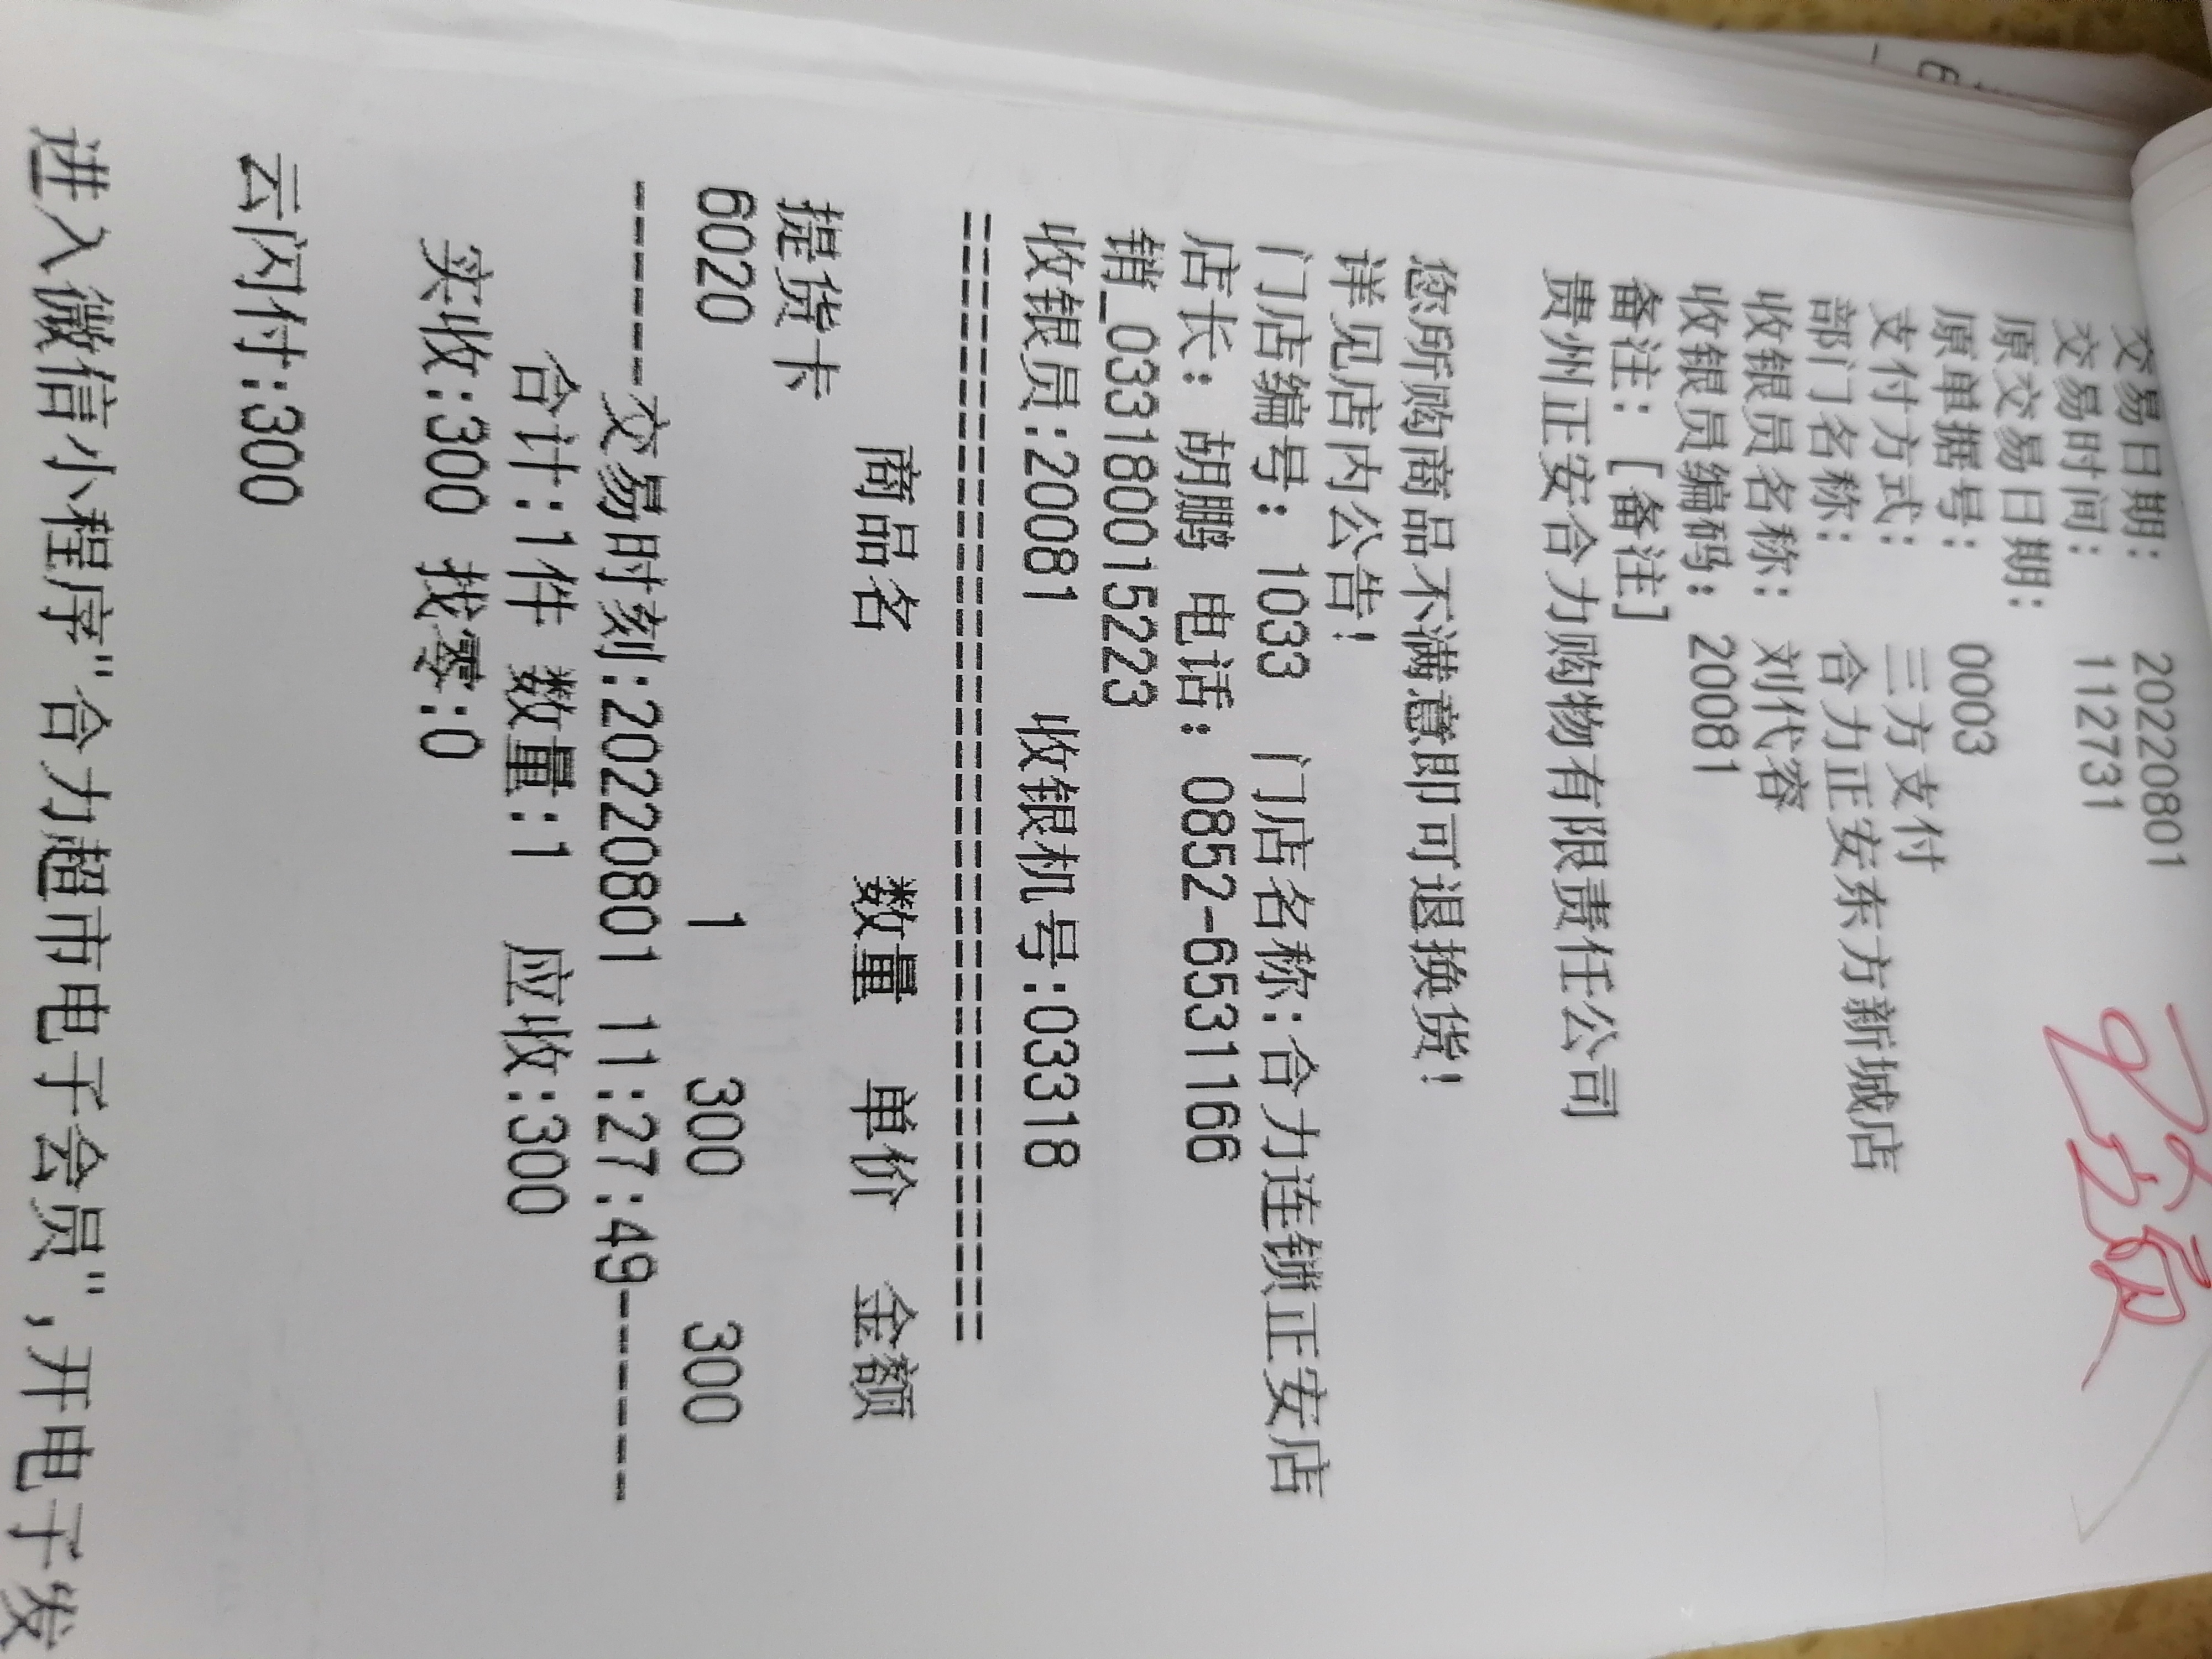 交易日期: 20220801
交易时间: 112731
原交易日期:
原单据号: 0003
支付方式: 三方支付
部门名称: 合力正安东方新城店
收银员名称: 刘代容
收银员编码: 20081
备注: [备注]
贵州正安合力购物有限责任公司
您所购商品不满意即可退换货!
详见店内公告!
门店编号: 1033 门店名称:合力连锁正安店
店长: 胡鹏 电话: 0852-6531166
销_033180015223
收银员:20081 收银机号:03318
==================================
商品名 数量 单价 金额
提货卡
6020 1 300 300
------交易时刻:20220801 11:27:49------
合计:1件 数量:1 应收:300
实收:300 找零:0
云闪付:300
进入微信小程序"合力超市电子会员",开电子发